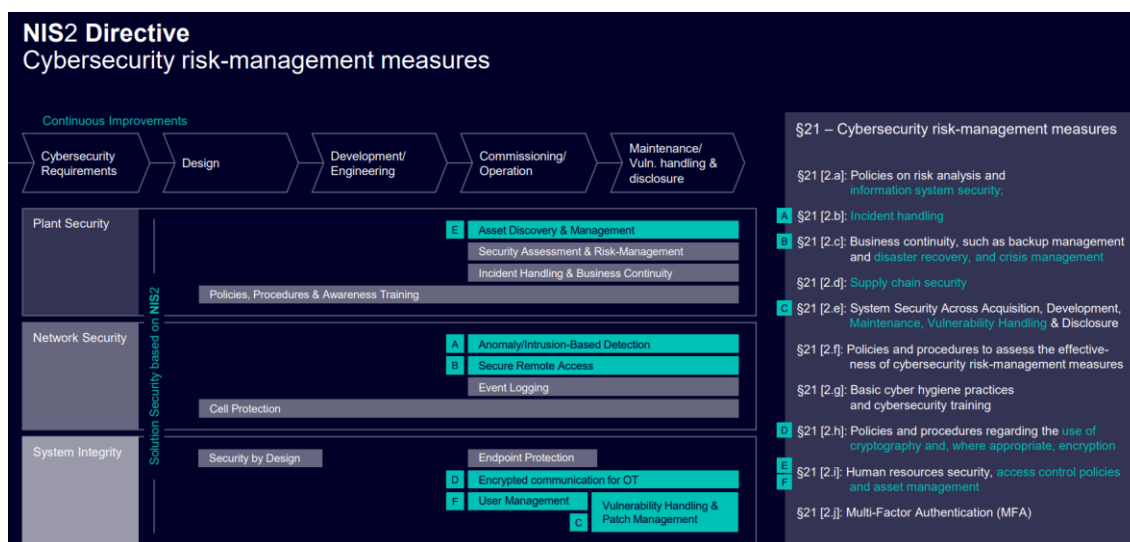 NIS2 Directive
Cybersecurity risk-management measures
Continuous Improvements
Cybersecurity
Requirements
Design
Development/
Engineering
Commissioning/
Operation
Maintenance/
Vuln. handling &
disclosure
Solution Security based on NIS2
Plant Security
E Asset Discovery & Management
Security Assessment & Risk-Management
Incident Handling & Business Continuity
Policies, Procedures & Awareness Training
Network Security
A Anomaly/Intrusion-Based Detection
B Secure Remote Access
Event Logging
Cell Protection
System Integrity
Security by Design
Endpoint Protection
D Encrypted communication for OT
F User Management
C Vulnerability Handling &
Patch Management
§21 – Cybersecurity risk-management measures
§21 [2.a]: Policies on risk analysis and
information system security;
A §21 [2.b]: Incident handling
B §21 [2.c]: Business continuity, such as backup management
and disaster recovery, and crisis management
§21 [2.d]: Supply chain security
C §21 [2.e]: System Security Across Acquisition, Development,
Maintenance, Vulnerability Handling & Disclosure
§21 [2.f]: Policies and procedures to assess the effective-
ness of cybersecurity risk-management measures
§21 [2.g]: Basic cyber hygiene practices
and cybersecurity training
D §21 [2.h]: Policies and procedures regarding the use of
cryptography and, where appropriate, encryption
E
F §21 [2.i]: Human resources security, access control policies
and asset management
§21 [2.j]: Multi-Factor Authentication (MFA)